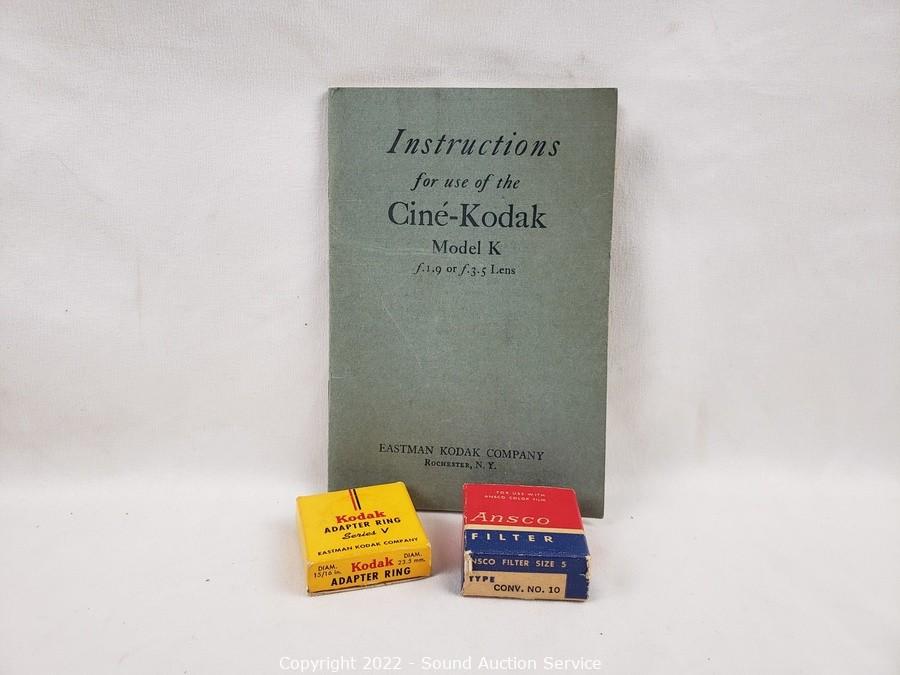 Instructions
for use of the
Ciné-Kodak
Model K
f.1.9 or f.3.5 Lens
EASTMAN KODAK COMPANY
ROCHESTER, N. Y.
Kodak
ADAPTER RING
Series V
EASTMAN KODAK COMPANY
DIAM. 15/16 in. Kodak DIAM. 23.5 mm.
ADAPTER RING
FOR USE WITH
ANSCO COLOR FILM
Ansco
FILTER
NSCO FILTER SIZE 5
TYPE
CONV. NO. 10
Copyright 2022 - Sound Auction Service